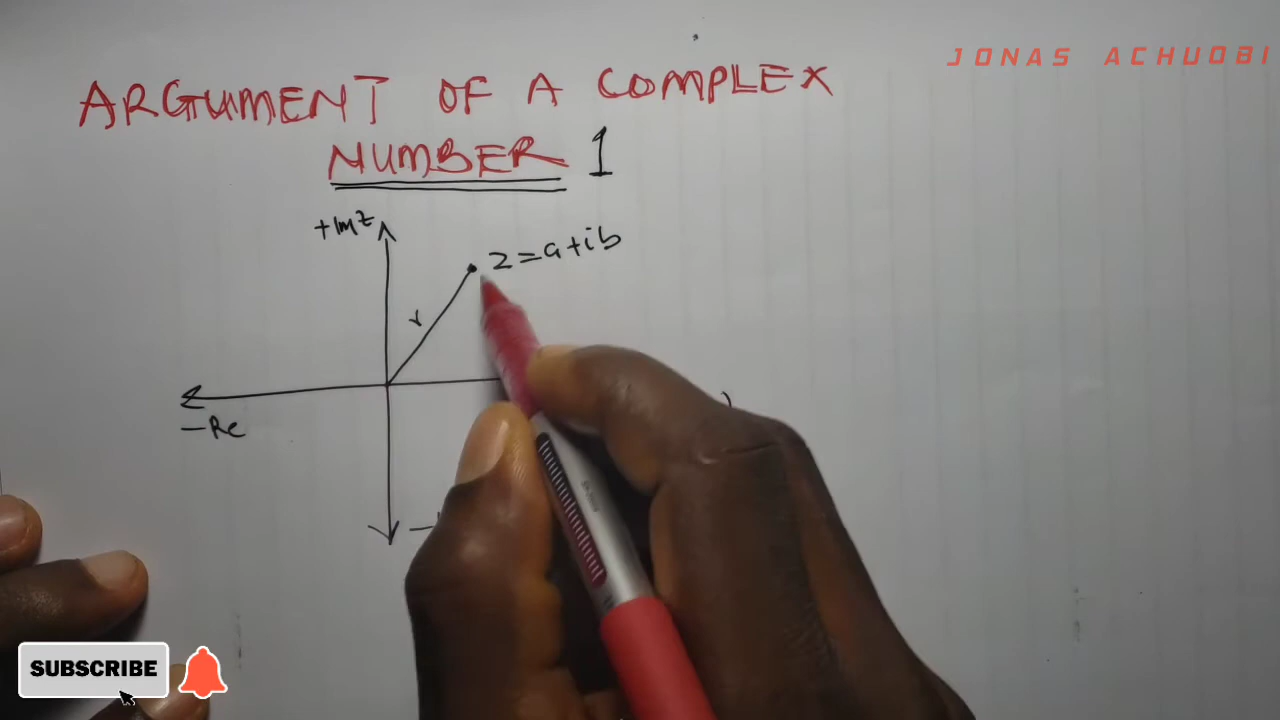 JONAS ACHUOBI
ARGUMENT OF A COMPLEX
NUMBER 1
+Imz
z=a+ib
r
-Re
SUBSCRIBE